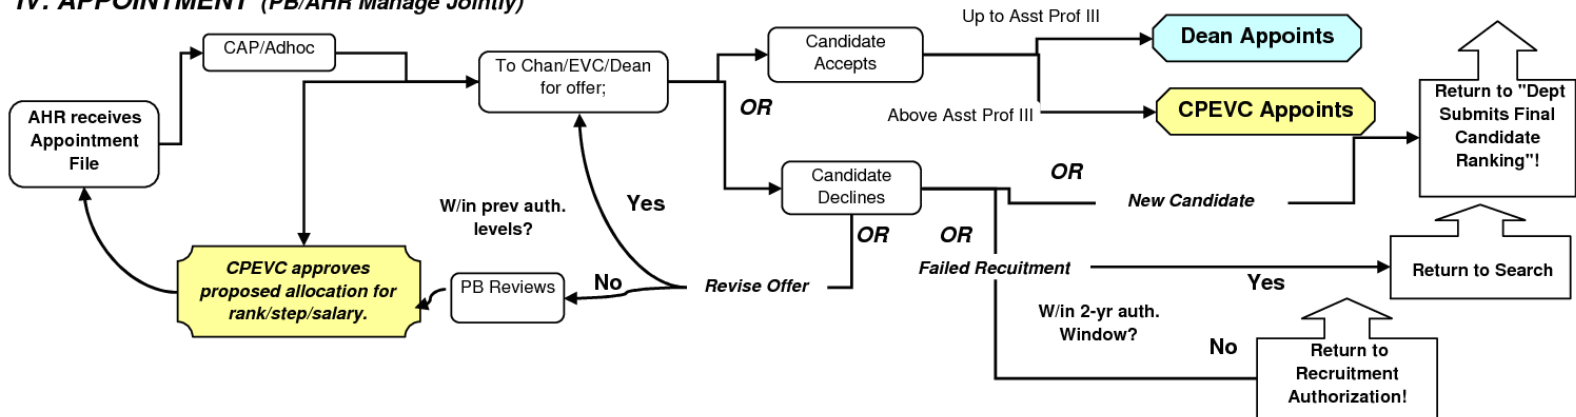 IV. APPOINTMENT (PB/AHR Manage Jointly)
CAP/Adhoc
AHR receives
Appointment
File
To Chan/EVC/Dean
for offer;
OR
Candidate
Accepts
Up to Asst Prof III
Dean Appoints
Above Asst Prof III
CPEVC Appoints
Return to "Dept
Submits Final
Candidate
Ranking"!
Candidate
Declines
OR
New Candidate
W/in prev auth.
levels?
Yes
OR
OR
Failed Recuitment
Yes
Return to Search
CPEVC approves
proposed allocation for
rank/step/salary.
PB Reviews
No
Revise Offer
W/in 2-yr auth.
Window?
No
Return to
Recruitment
Authorization!